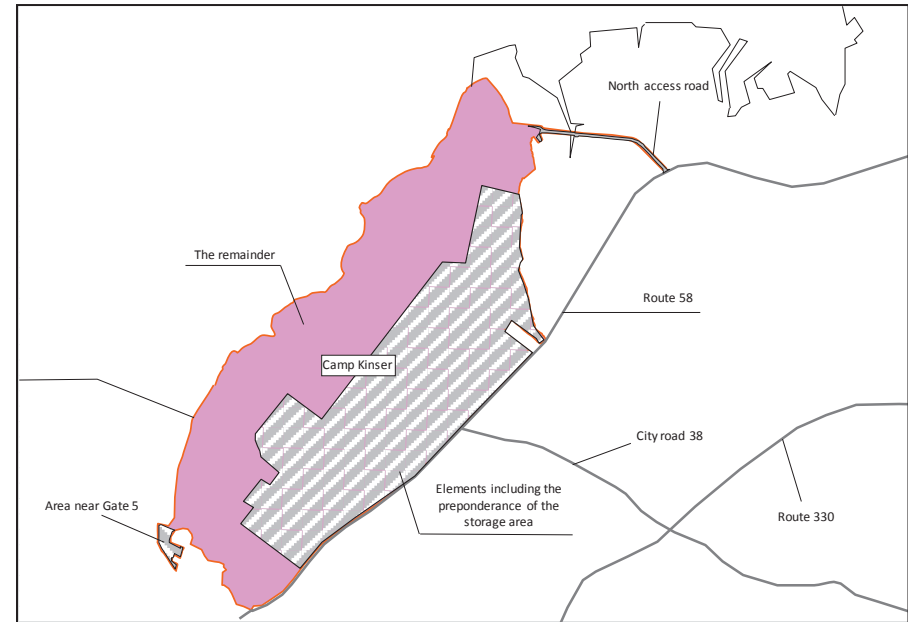 North access road
The remainder
Route 58
Camp Kinser
City road 38
Elements including the
preponderance of the
storage area
Area near Gate 5
Route 330